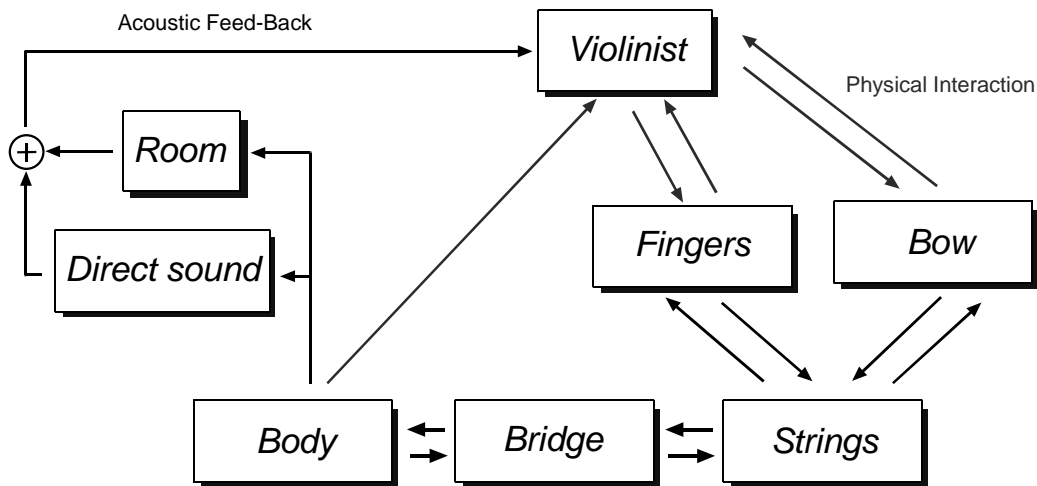 Acoustic Feed-Back
Violinist
Physical Interaction
+
Room
Direct sound
Fingers
Bow
Body
Bridge
Strings